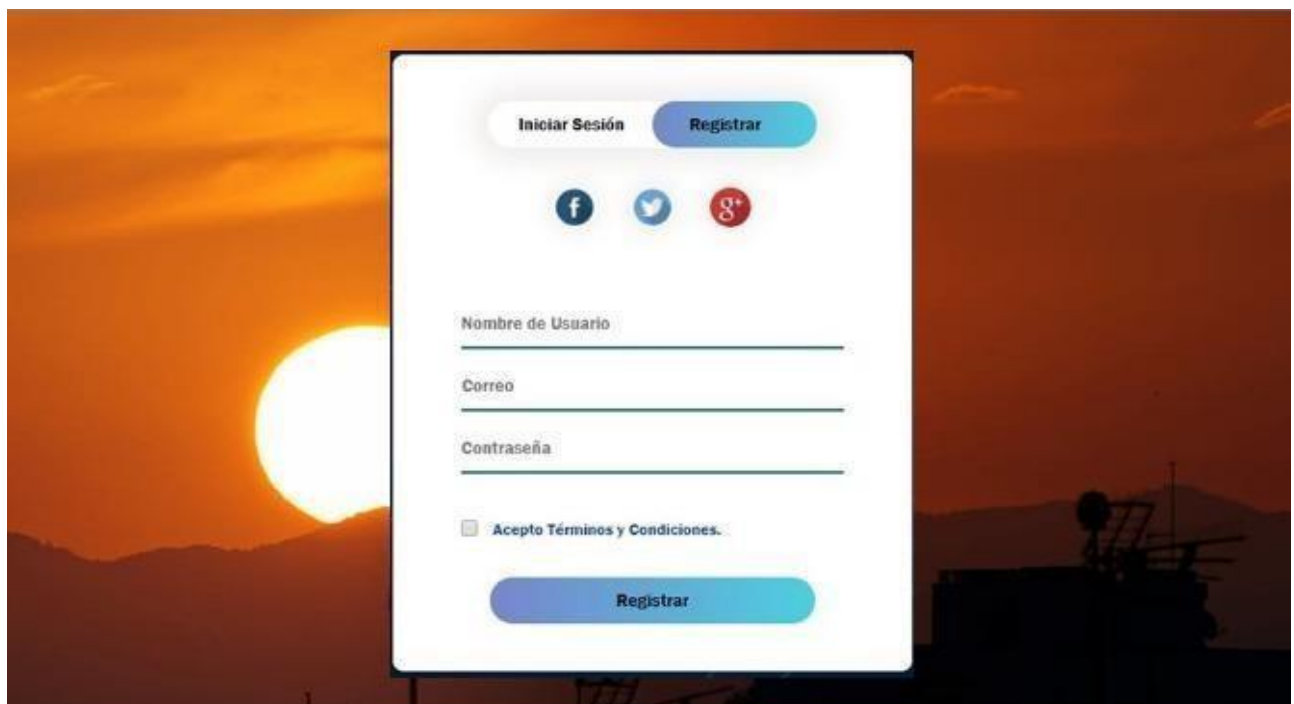 Iniciar Sesión Registrar
f g+
Nombre de Usuario
Correo
Contraseña
Acepto Términos y Condiciones.
Registrar